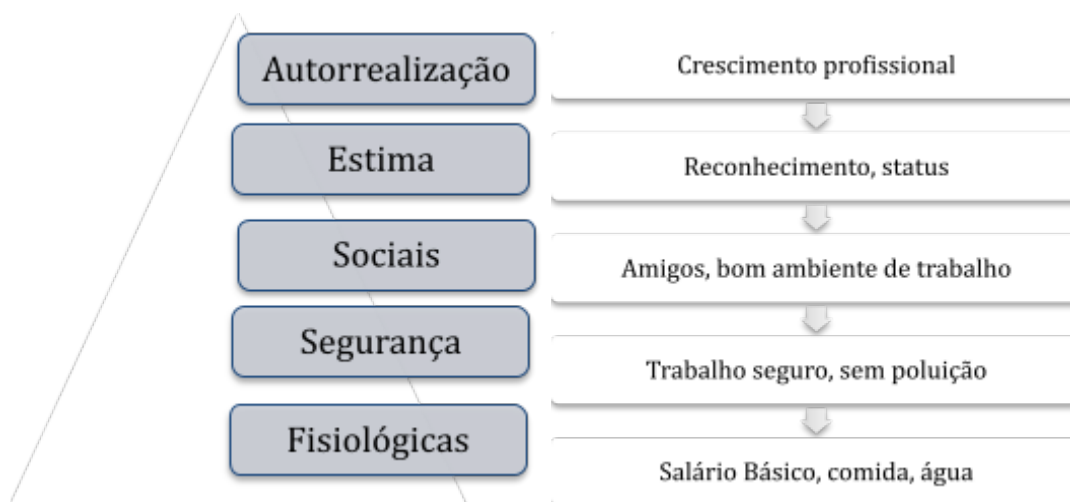 Autorrealização
Crescimento profissional
Estima
Reconhecimento, status
Sociais
Amigos, bom ambiente de trabalho
Segurança
Trabalho seguro, sem poluição
Fisiológicas
Salário Básico, comida, água